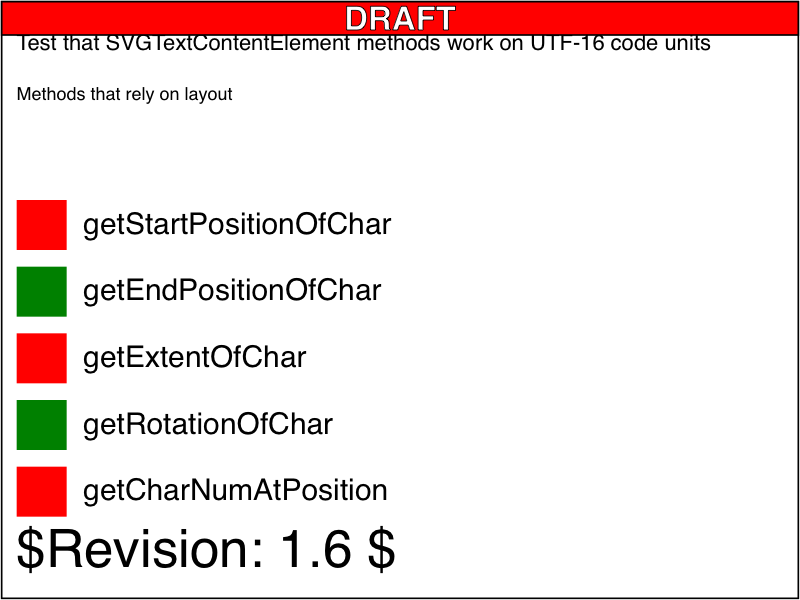 DRAFT
Test that SVGTextContentElement methods work on UTF-16 code units
Methods that rely on layout
getStartPositionOfChar
getEndPositionOfChar
getExtentOfChar
getRotationOfChar
getCharNumAtPosition
$Revision: 1.6 $